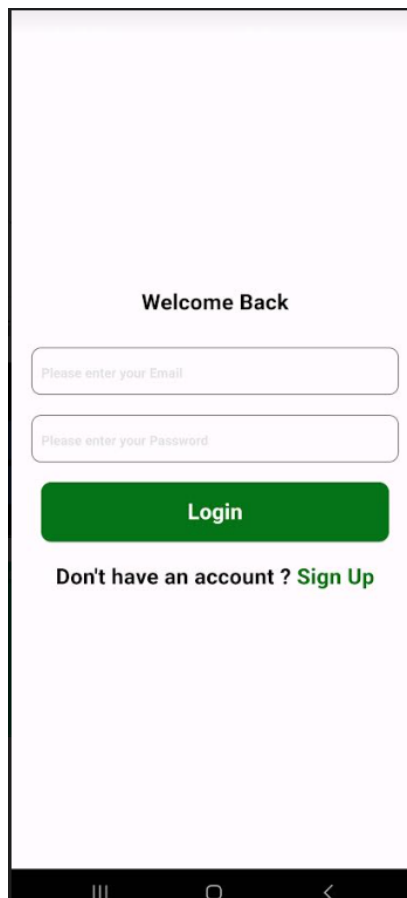 Welcome Back
Please enter your Email
Please enter your Password
Login
Don't have an account ? Sign Up